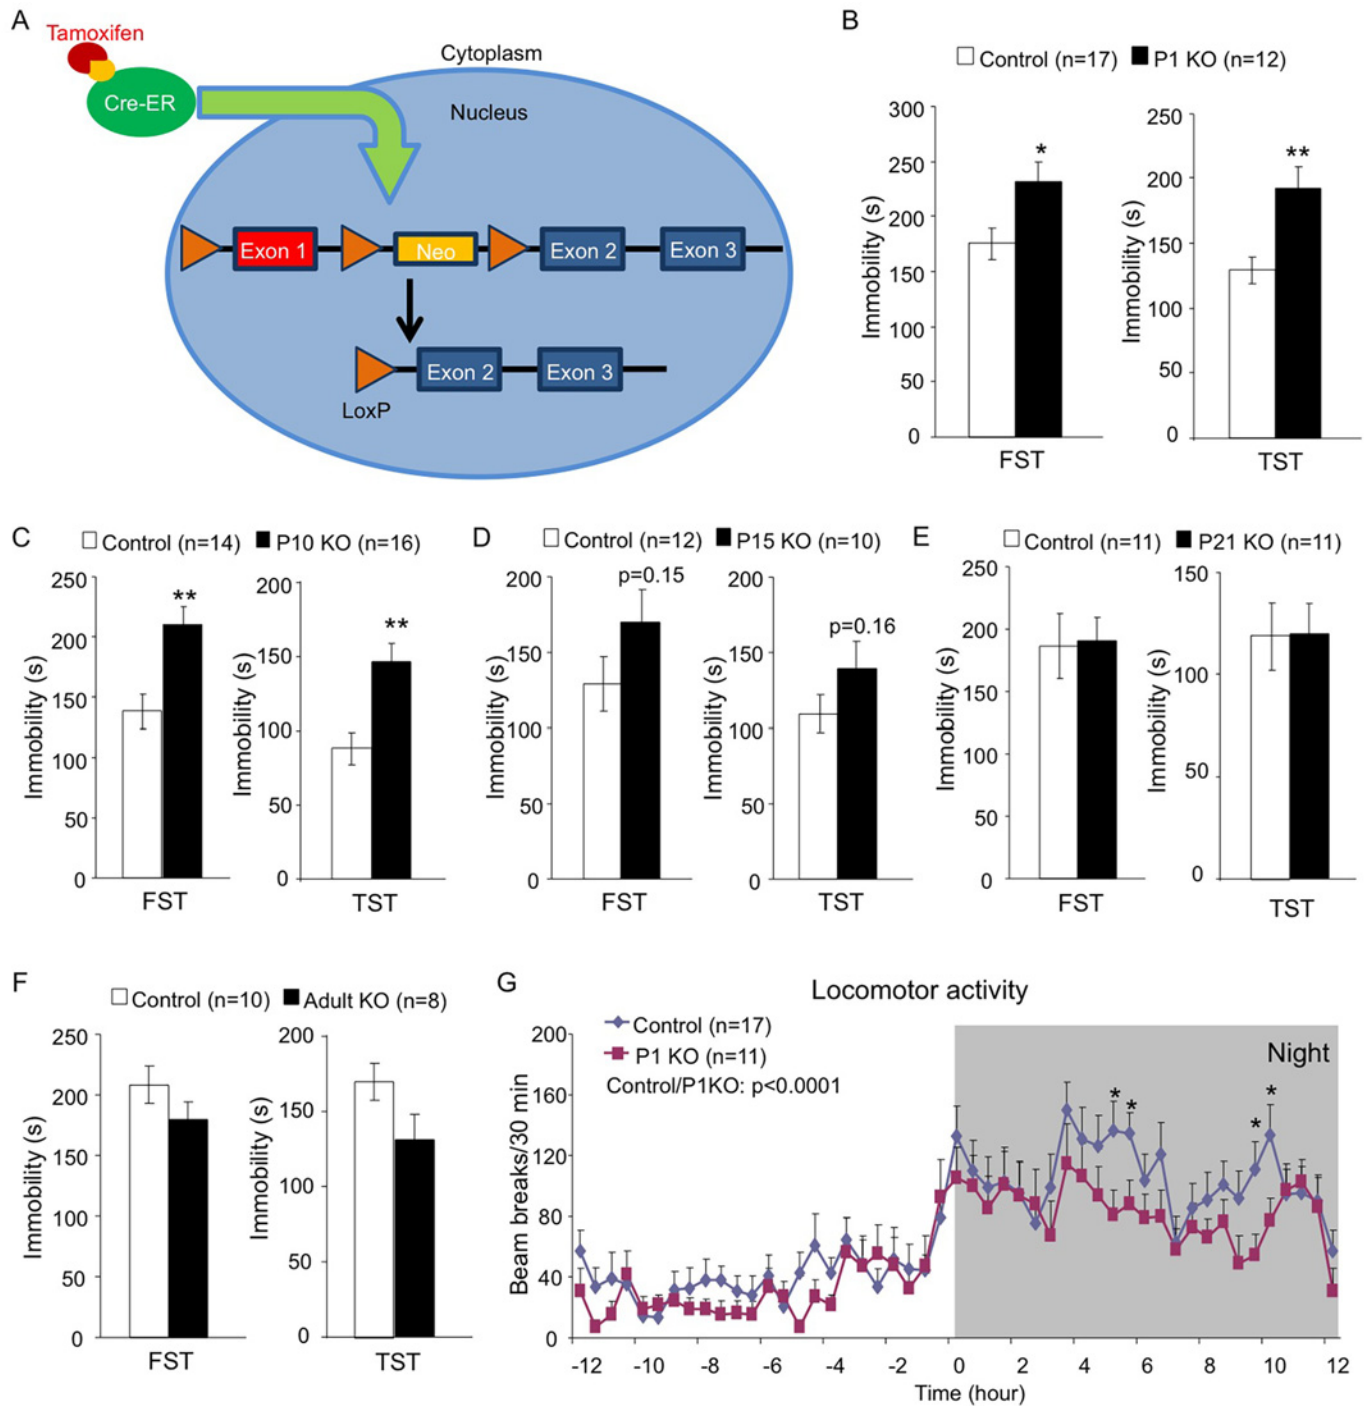 A
Tamoxifen
Cre-ER
Cytoplasm
Nucleus
Exon 1
Neo
Exon 2
Exon 3
Exon 2
Exon 3
LoxP
B
Control (n=17) P1 KO (n=12)
Immobility (s)
300
250
200
150
100
50
0
*
FST
Immobility (s)
250
200
150
100
50
0
**
TST
C
Control (n=14) P10 KO (n=16)
Immobility (s)
250
200
150
100
50
0
**
FST
Immobility (s)
200
150
100
50
0
**
TST
D
Control (n=12) P15 KO (n=10)
Immobility (s)
200
150
100
50
0
p=0.15
FST
Immobility (s)
200
150
100
50
0
p=0.16
TST
E
Control (n=11) P21 KO (n=11)
Immobility (s)
250
200
150
100
50
0
FST
Immobility (s)
150
100
50
0
TST
F
Control (n=10) Adult KO (n=8)
Immobility (s)
250
200
150
100
50
0
FST
Immobility (s)
200
150
100
50
0
TST
G
Locomotor activity
Control (n=17)
P1 KO (n=11)
Control/P1KO: p<0.0001
Night
* * * *
Beam breaks/30 min
200
160
120
80
40
0
-12 -10 -8 -6 -4 -2 0 2 4 6 8 10 12
Time (hour)